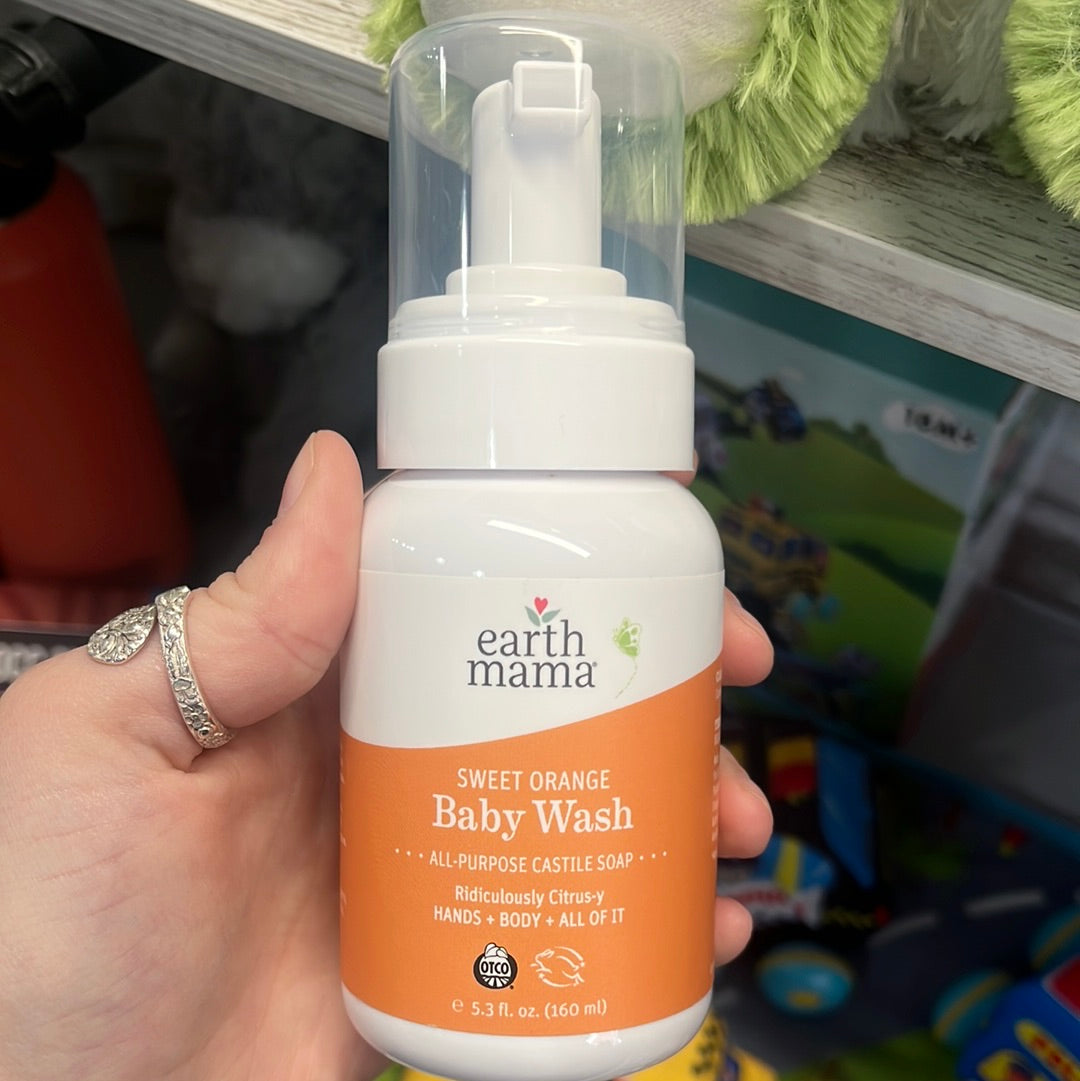 18M+
earth
mama®
SWEET ORANGE
Baby Wash
• • • ALL-PURPOSE CASTILE SOAP • • •
Ridiculously Citrus-y
HANDS + BODY + ALL OF IT
OTCO
℮ 5.3 fl. oz. (160 ml)